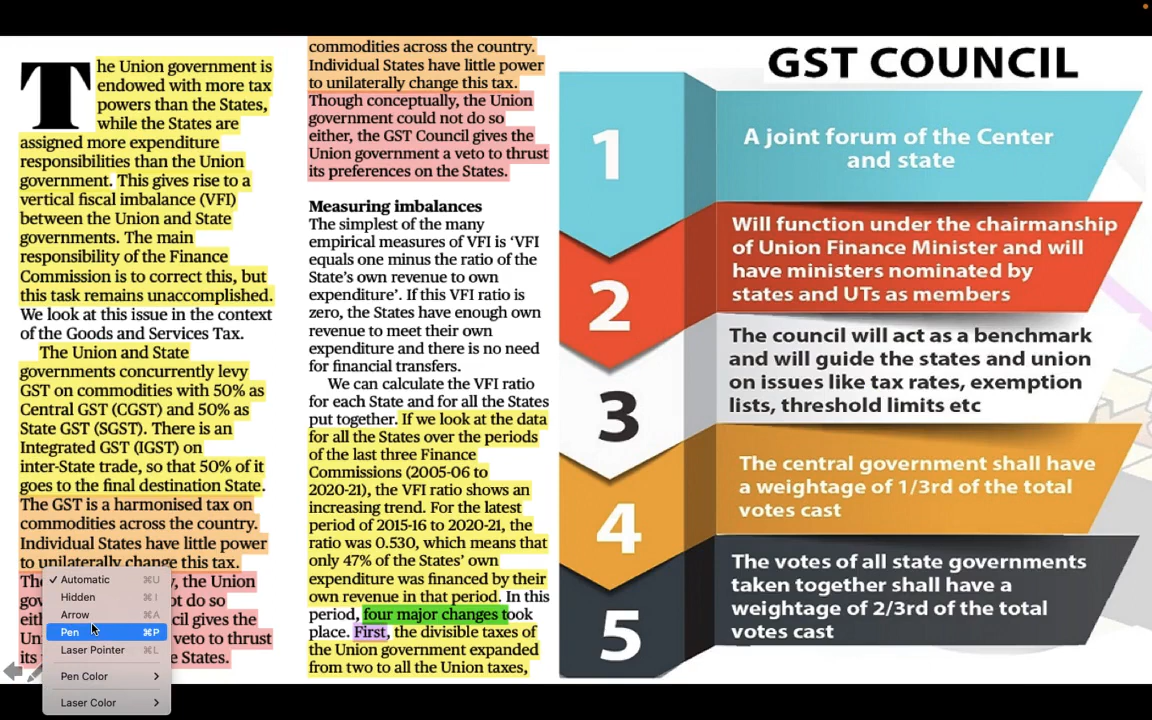 The Union government is
endowed with more tax
powers than the States,
while the States are
assigned more expenditure
responsibilities than the Union
government. This gives rise to a
vertical fiscal imbalance (VFI)
between the Union and State
governments. The main
responsibility of the Finance
Commission is to correct this, but
this task remains unaccomplished.
We look at this issue in the context
of the Goods and Services Tax.
The Union and State
governments concurrently levy
GST on commodities with 50% as
Central GST (CGST) and 50% as
State GST (SGST). There is an
Integrated GST (IGST) on
inter-State trade, so that 50% of it
goes to the final destination State.
The GST is a harmonised tax on
commodities across the country.
Individual States have little power
to unilaterally change this tax.
, the Union
ot do so
cil gives the
veto to thrust
its e States.
Automatic ⌘U
Hidden ⌘I
Arrow ⌘A
Pen ⌘P
Laser Pointer ⌘L
Pen Color
Laser Color
commodities across the country.
Individual States have little power
to unilaterally change this tax.
Though conceptually, the Union
government could not do so
either, the GST Council gives the
Union government a veto to thrust
its preferences on the States.
Measuring imbalances
The simplest of the many
empirical measures of VFI is ‘VFI
equals one minus the ratio of the
State’s own revenue to own
expenditure’. If this VFI ratio is
zero, the States have enough own
revenue to meet their own
expenditure and there is no need
for financial transfers.
We can calculate the VFI ratio
for each State and for all the States
put together. If we look at the data
for all the States over the periods
of the last three Finance
Commissions (2005-06 to
2020-21), the VFI ratio shows an
increasing trend. For the latest
period of 2015-16 to 2020-21, the
ratio was 0.530, which means that
only 47% of the States’ own
expenditure was financed by their
own revenue in that period. In this
period, four major changes took
place. First, the divisible taxes of
the Union government expanded
from two to all the Union taxes,
GST COUNCIL
1
A joint forum of the Center
and state
2
Will function under the chairmanship
of Union Finance Minister and will
have ministers nominated by
states and UTs as members
3
The council will act as a benchmark
and will guide the states and union
on issues like tax rates, exemption
lists, threshold limits etc
4
The central government shall have
a weightage of 1/3rd of the total
votes cast
5
The votes of all state governments
taken together shall have a
weightage of 2/3rd of the total
votes cast